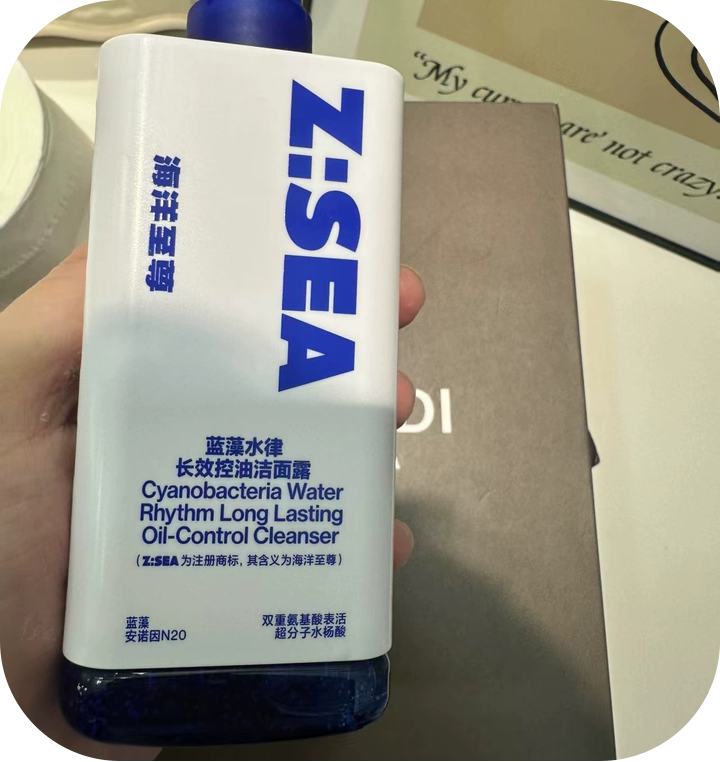 Z:SEA
海洋至尊
蓝藻水律
长效控油洁面露
Cyanobacteria Water
Rhythm Long Lasting
Oil-Control Cleanser
(Z:SEA为注册商标,其含义为海洋至尊)
蓝藻
安诺因N20
双重氨基酸表活
超分子水杨酸
"My
are' not crazy
DI